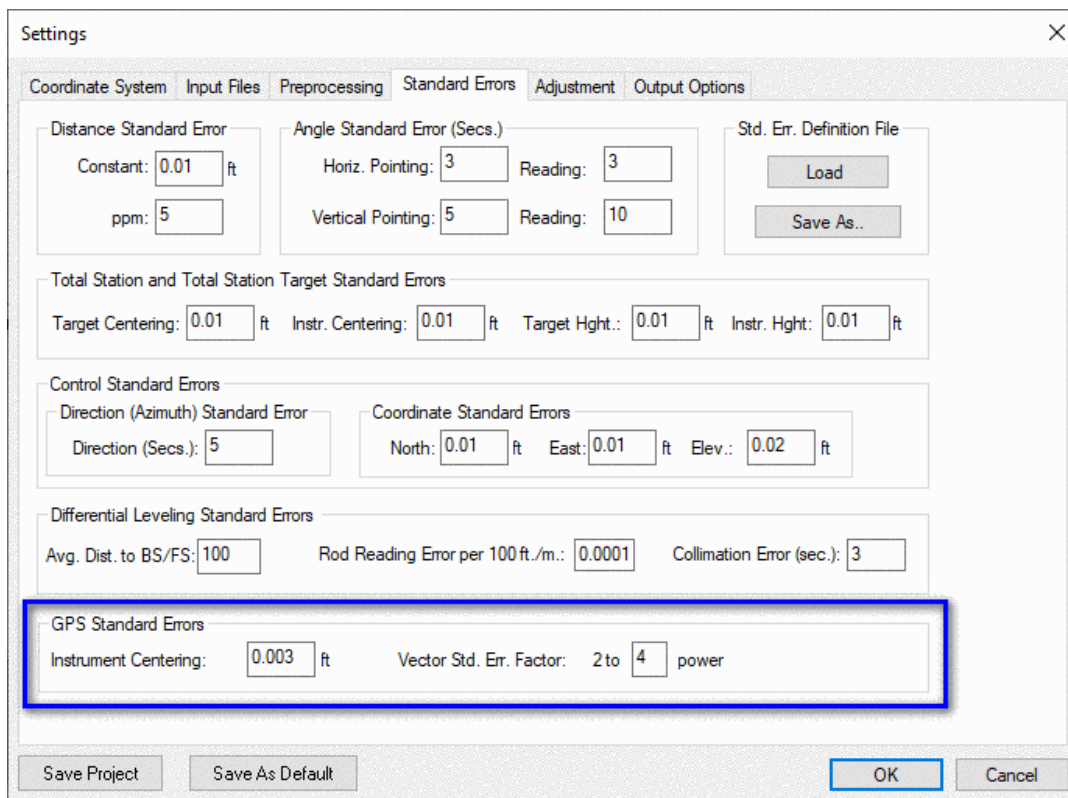 Settings
Coordinate System Input Files Preprocessing Standard Errors Adjustment Output Options
Distance Standard Error
Constant: 0.01 ft
ppm: 5
Angle Standard Error (Secs.)
Horiz. Pointing: 3 Reading: 3
Vertical Pointing: 5 Reading: 10
Std. Err. Definition File
Load
Save As..
Total Station and Total Station Target Standard Errors
Target Centering: 0.01 ft Instr. Centering: 0.01 ft Target Hght.: 0.01 ft Instr. Hght: 0.01 ft
Control Standard Errors
Direction (Azimuth) Standard Error
Direction (Secs.): 5
Coordinate Standard Errors
North: 0.01 ft East: 0.01 ft Elev.: 0.02 ft
Differential Leveling Standard Errors
Avg. Dist. to BS/FS: 100 Rod Reading Error per 100 ft./m.: 0.0001 Collimation Error (sec.): 3
GPS Standard Errors
Instrument Centering: 0.003 ft Vector Std. Err. Factor: 2 to 4 power
Save Project Save As Default OK Cancel